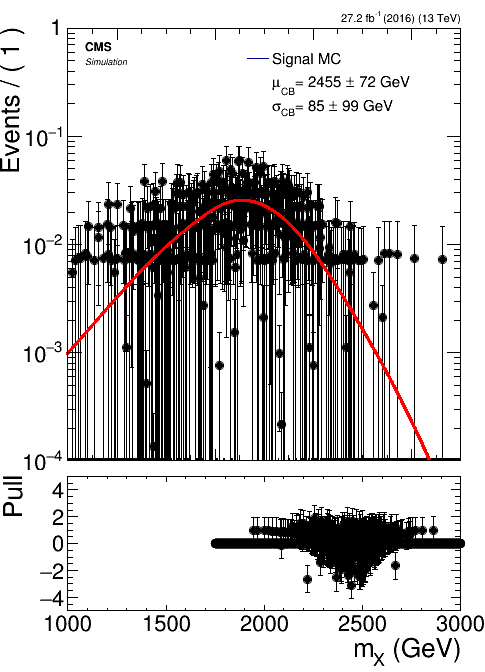 27.2 fb⁻¹ (2016) (13 TeV)
CMS
Simulation
Signal MC
μ_CB= 2455 ± 72 GeV
σ_CB= 85 ± 99 GeV
Events / ( 1 )
1
10⁻¹
10⁻²
10⁻³
10⁻⁴
Pull
4
2
0
−2
−4
1000 1500 2000 2500 3000
m_X (GeV)